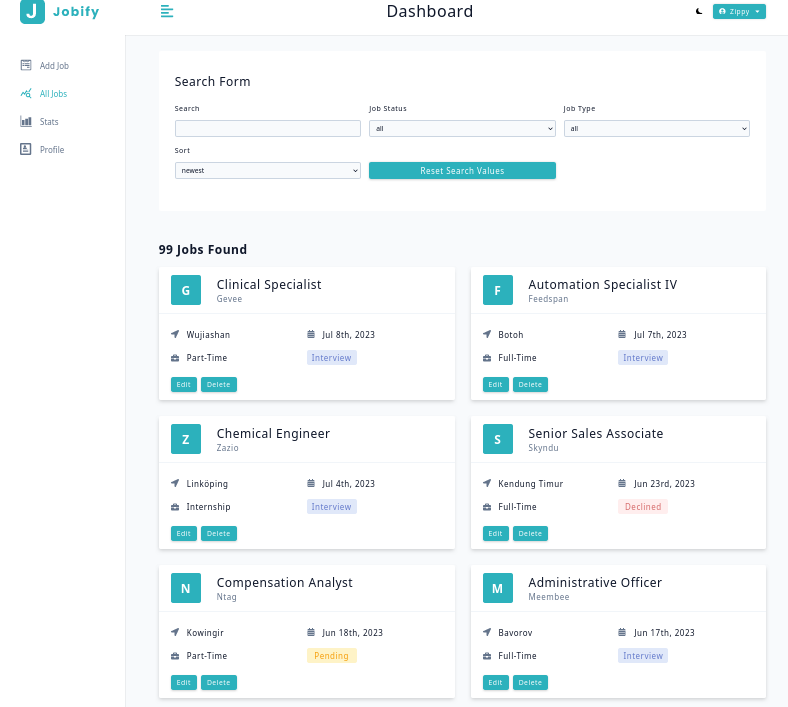 J Jobify
Dashboard
Zippy
Add Job
All Jobs
Stats
Profile
Search Form
Search
Job Status
all
Job Type
all
Sort
newest
Reset Search Values
99 Jobs Found
G
Clinical Specialist
Gevee
Wujiashan
Jul 8th, 2023
Part-Time
Interview
Edit
Delete
F
Automation Specialist IV
Feedspan
Botoh
Jul 7th, 2023
Full-Time
Interview
Edit
Delete
Z
Chemical Engineer
Zazio
Linköping
Jul 4th, 2023
Internship
Interview
Edit
Delete
S
Senior Sales Associate
Skyndu
Kendung Timur
Jun 23rd, 2023
Full-Time
Declined
Edit
Delete
N
Compensation Analyst
Ntag
Kowingir
Jun 18th, 2023
Part-Time
Pending
Edit
Delete
M
Administrative Officer
Meembee
Bavorov
Jun 17th, 2023
Full-Time
Interview
Edit
Delete